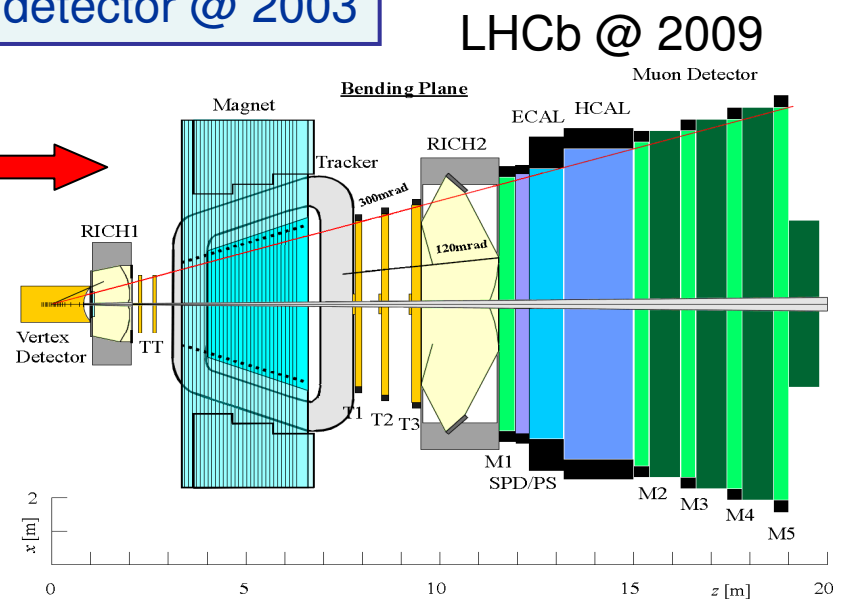 detector @ 2003
LHCb @ 2009
Muon Detector
Bending Plane
Magnet
HCAL
ECAL
RICH2
Tracker
300mrad
RICH1
120mrad
Vertex
Detector
TT
T1 T2 T3
M1
SPD/PS
M2
M3
M4
M5
2
x [m]
0 5 10 15 z [m] 20